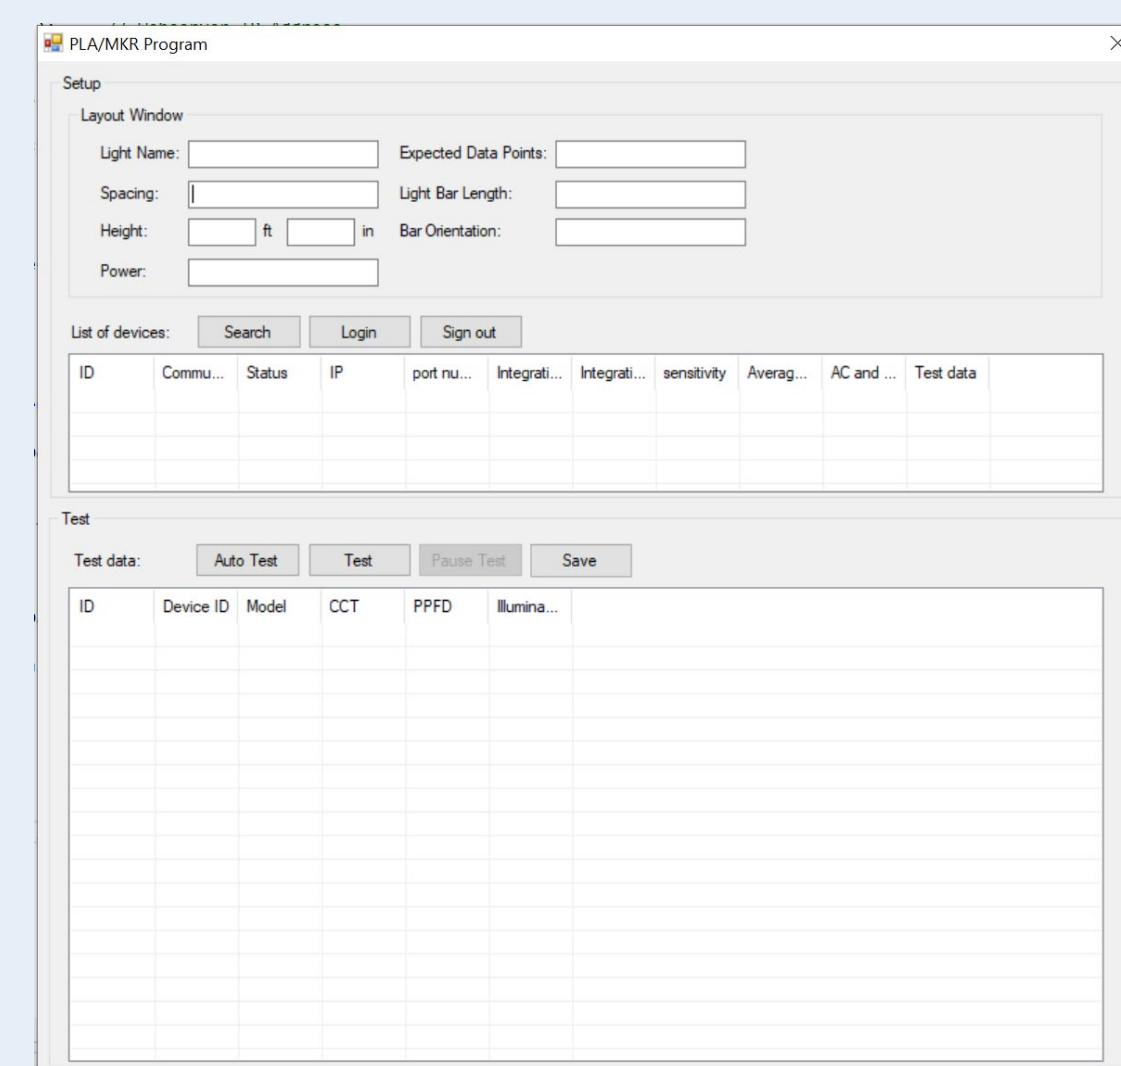 PLA/MKR Program
Setup
Layout Window
Light Name: Expected Data Points:
Spacing: Light Bar Length:
Height: ft in Bar Orientation:
Power:
List of devices: Search Login Sign out
ID Commu... Status IP port nu... Integrati... Integrati... sensitivity Averag... AC and ... Test data
Test
Test data: Auto Test Test Pause Test Save
ID Device ID Model CCT PPFD Illumina...